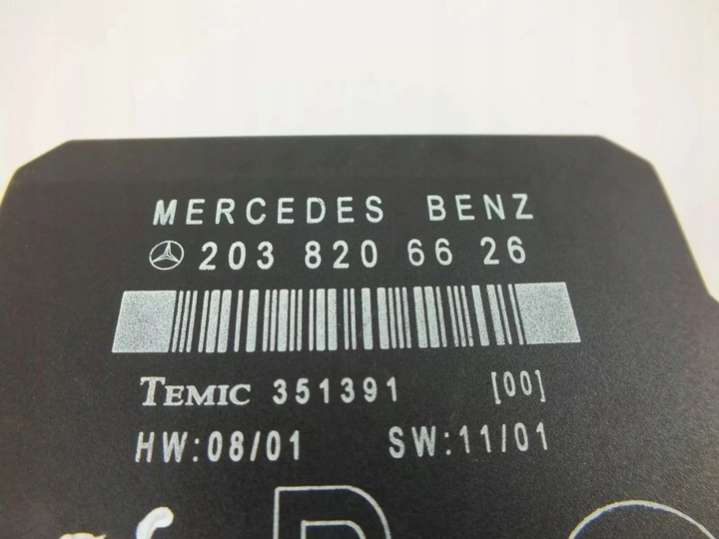 MERCEDES BENZ
203 820 66 26
TEMIC 351391 [00]
HW:08/01 SW:11/01